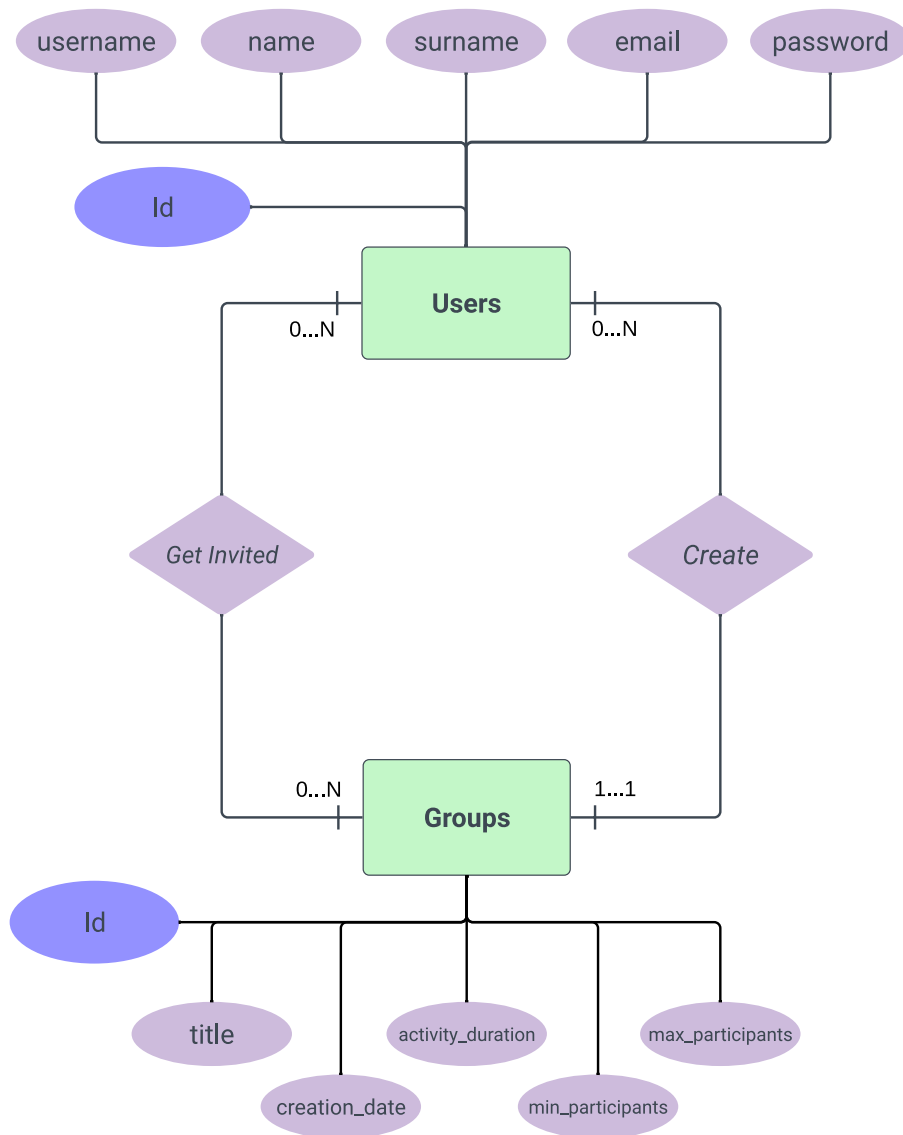 username
name
surname
email
password
Id
Users
0...N
0...N
Get Invited
Create
0...N
1...1
Groups
Id
title
activity_duration
max_participants
creation_date
min_participants